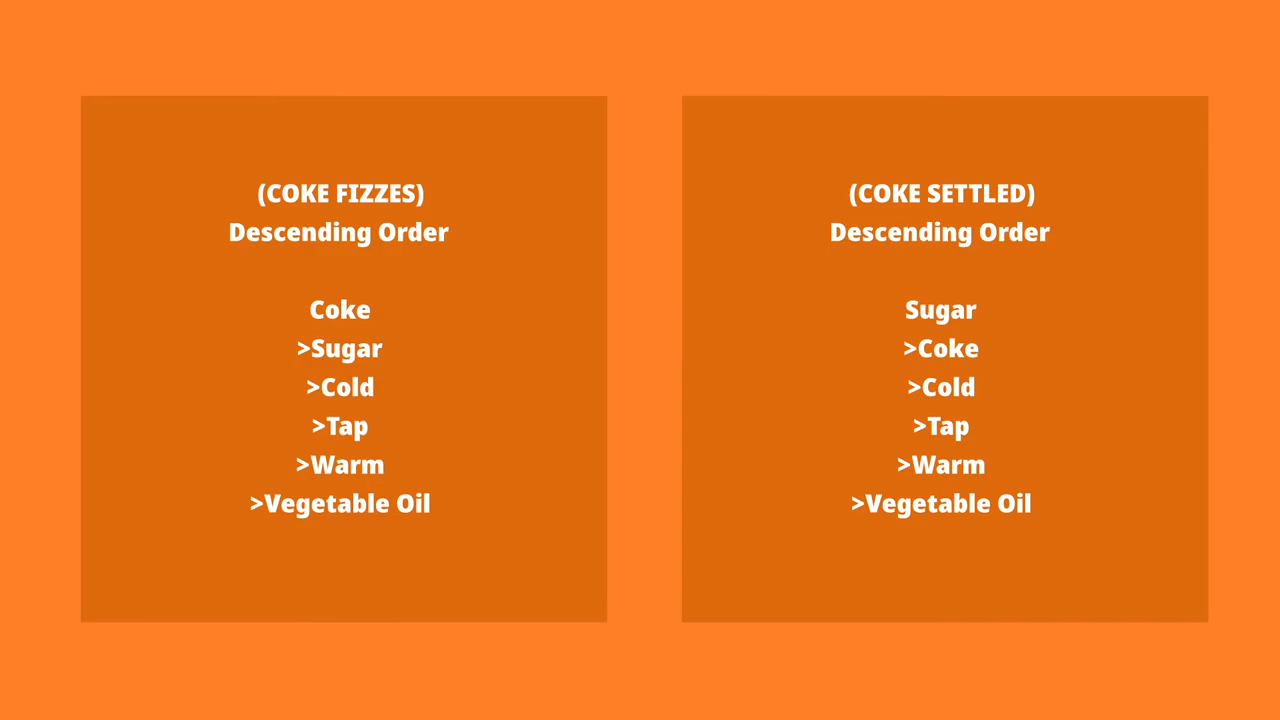 (COKE FIZZES)
Descending Order
Coke
>Sugar
>Cold
>Tap
>Warm
>Vegetable Oil
(COKE SETTLED)
Descending Order
Sugar
>Coke
>Cold
>Tap
>Warm
>Vegetable Oil